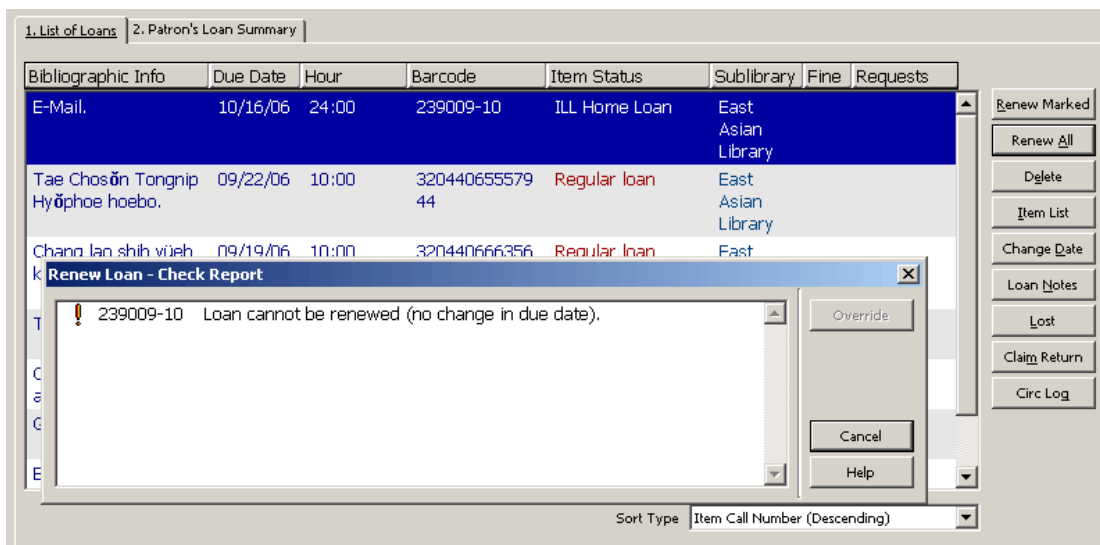 1. List of Loans 2. Patron's Loan Summary
Bibliographic Info Due Date Hour Barcode Item Status Sublibrary Fine Requests
E-Mail. 10/16/06 24:00 239009-10 ILL Home Loan East
Asian
Library
Tae Chosŏn Tongnip 09/22/06 10:00 320440655579 Regular loan East
Hyŏphoe hoebo. 44 Asian
Library
Chang lan shih yüeh 09/19/06 10:00 320440666356 Regular loan East
Renew Loan - Check Report
239009-10 Loan cannot be renewed (no change in due date).
Override
Cancel
Help
Sort Type Item Call Number (Descending)
Renew Marked
Renew All
Delete
Item List
Change Date
Loan Notes
Lost
Claim Return
Circ Log